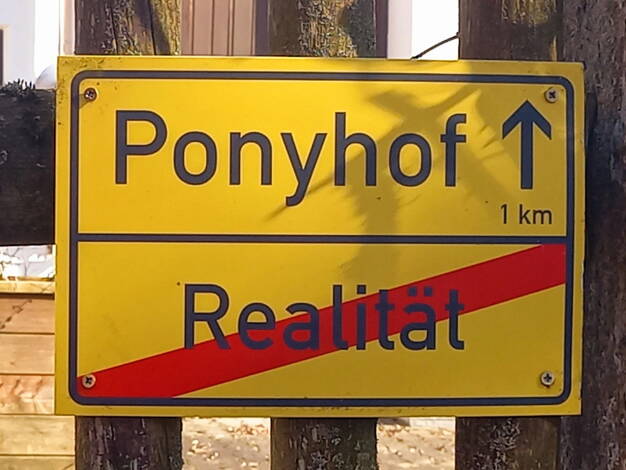 Ponyhof ↑
1 km
Realität